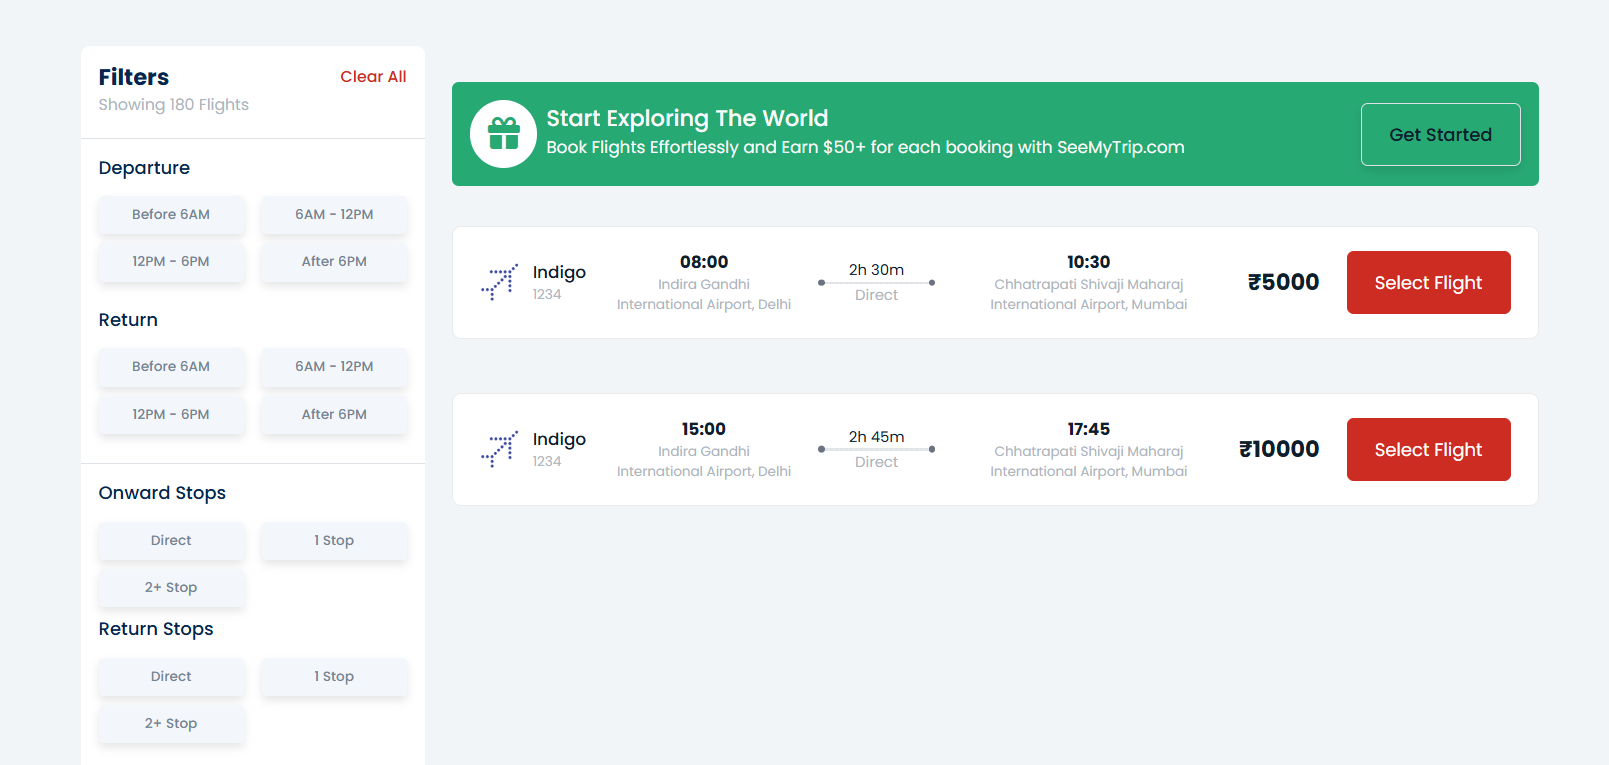 Filters
Clear All
Showing 180 Flights
Departure
Before 6AM
6AM - 12PM
12PM - 6PM
After 6PM
Return
Before 6AM
6AM - 12PM
12PM - 6PM
After 6PM
Onward Stops
Direct
1 Stop
2+ Stop
Return Stops
Direct
1 Stop
2+ Stop
Start Exploring The World
Book Flights Effortlessly and Earn $50+ for each booking with SeeMyTrip.com
Get Started
Indigo
1234
08:00
Indira Gandhi
International Airport, Delhi
2h 30m
Direct
10:30
Chhatrapati Shivaji Maharaj
International Airport, Mumbai
₹5000
Select Flight
Indigo
1234
15:00
Indira Gandhi
International Airport, Delhi
2h 45m
Direct
17:45
Chhatrapati Shivaji Maharaj
International Airport, Mumbai
₹10000
Select Flight